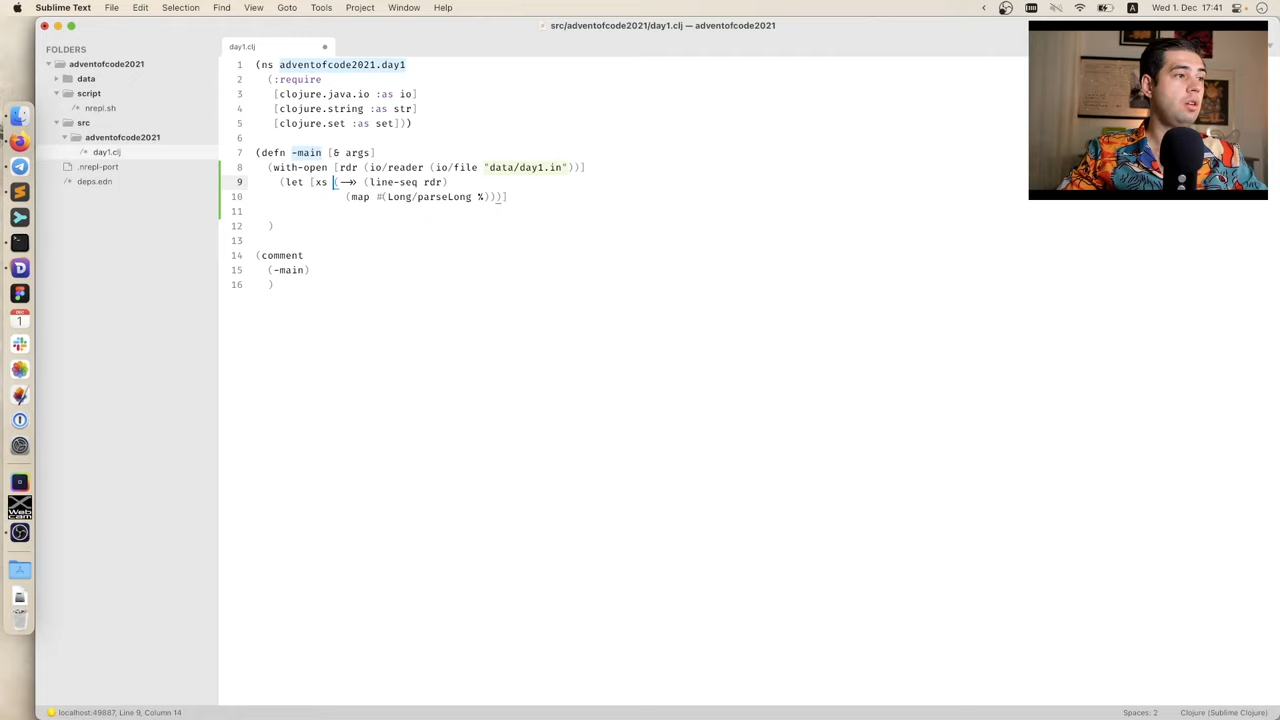 Sublime Text File Edit Selection Find View Goto Tools Project Window Help
A Wed 1. Dec 17:41
src/adventofcode2021/day1.clj — adventofcode2021
FOLDERS
adventofcode2021
data
script
nrepl.sh
src
adventofcode2021
day1.clj
.nrepl-port
deps.edn
day1.clj
1 (ns adventofcode2021.day1
2 (:require
3 [clojure.java.io :as io]
4 [clojure.string :as str]
5 [clojure.set :as set]))
6
7 (defn -main [& args]
8 (with-open [rdr (io/reader (io/file "data/day1.in"))]
9 (let [xs (->> (line-seq rdr)
10 (map #(Long/parseLong %)))]
11
12 )
13
14 (comment
15 (-main)
16 )
DEC
1
Web
cam
localhost:49887, Line 9, Column 14
Spaces: 2 Clojure (Sublime Clojure)